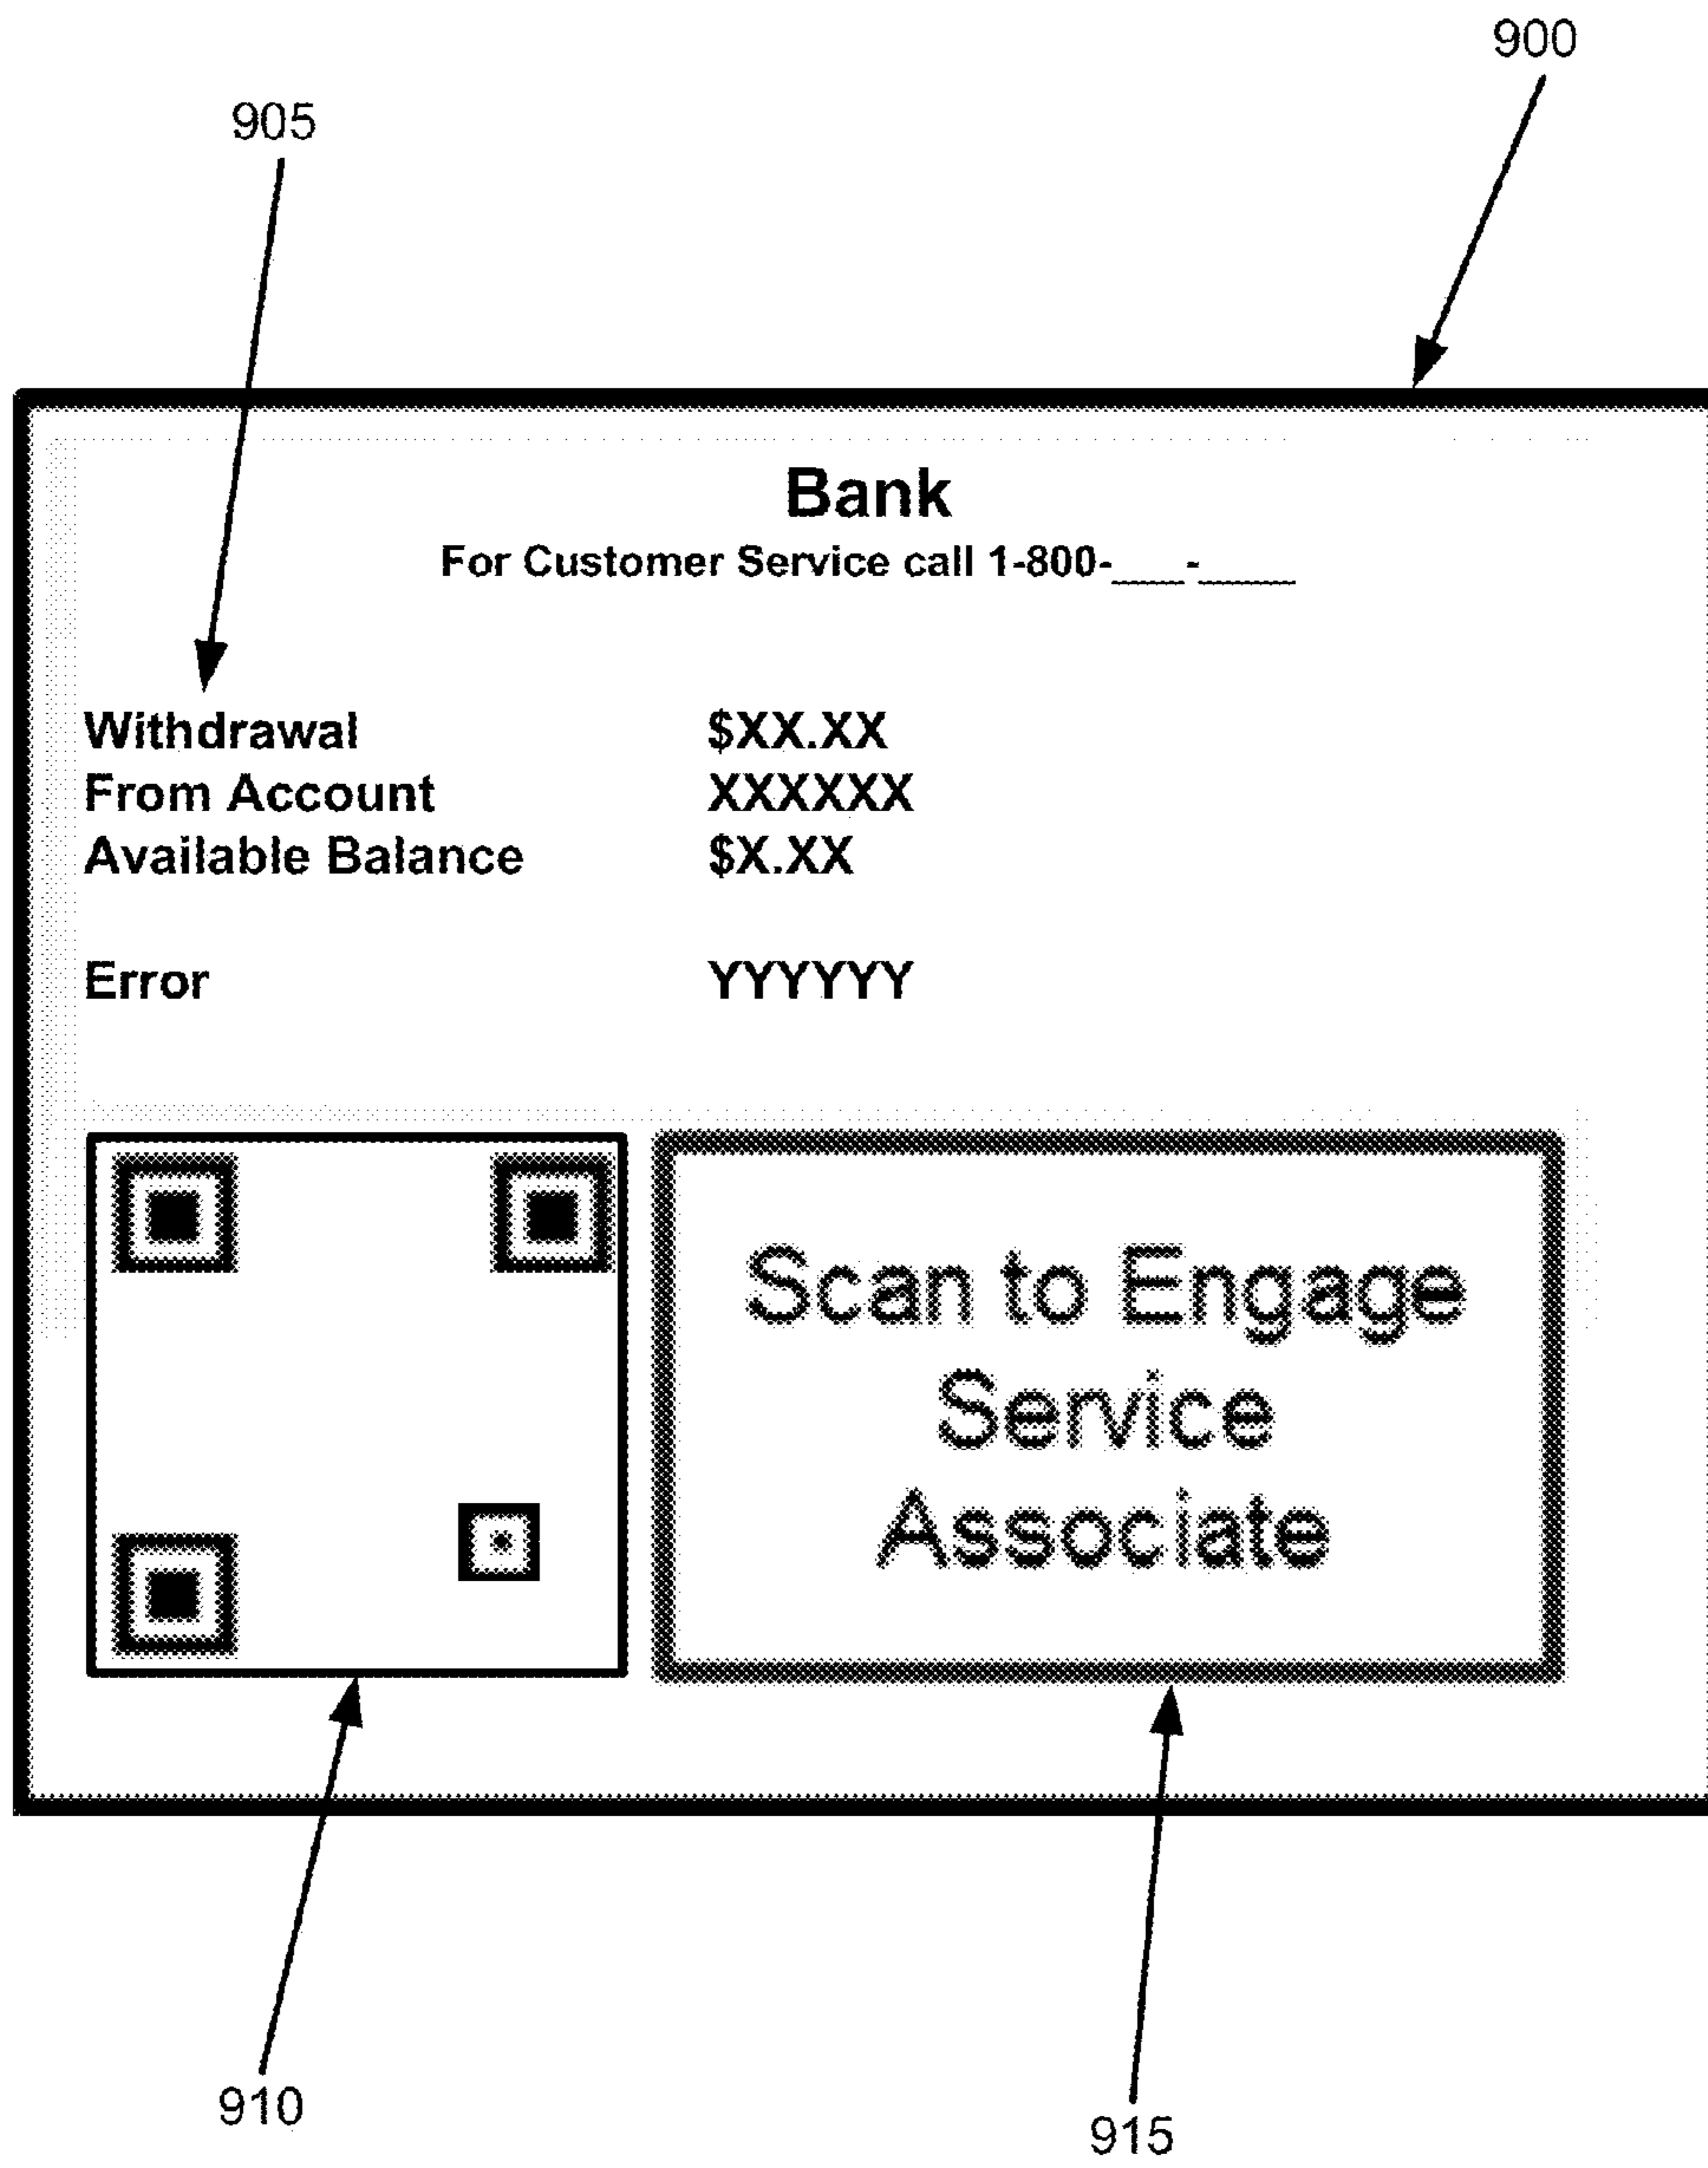 900
905
Bank
For Customer Service call 1-800-___-____
Withdrawal $XX.XX
From Account XXXXXX
Available Balance $X.XX
Error YYYYYY
Scan to Engage
Service
Associate
910
915